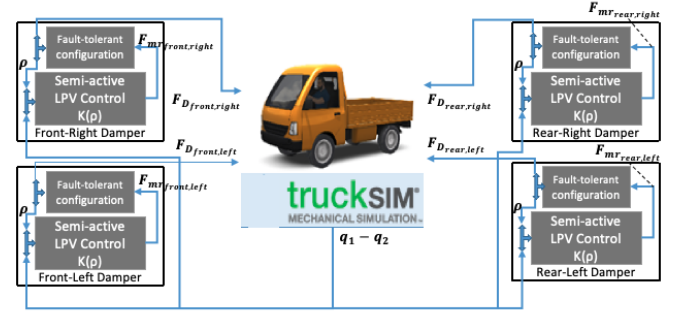 Fault-tolerant
configuration
F_mr front,right
ρ
Semi-active
LPV Control
K(ρ)
Front-Right Damper
F_D front,right
F_D front,left
Fault-tolerant
configuration
F_mr front,left
ρ
Semi-active
LPV Control
K(ρ)
Front-Left Damper
truckSIM
MECHANICAL SIMULATION
q₁ − q₂
F_mr rear,right
Fault-tolerant
configuration
ρ
Semi-active
LPV Control
K(ρ)
Rear-Right Damper
F_D rear,right
F_D rear,left
F_mr rear,left
Fault-tolerant
configuration
ρ
Semi-active
LPV Control
K(ρ)
Rear-Left Damper